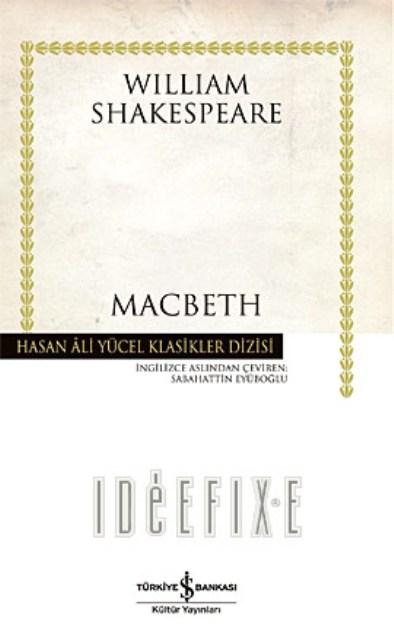 WILLIAM
SHAKESPEARE
MACBETH
HASAN ÂLİ YÜCEL KLASİKLER DİZİSİ
İNGİLİZCE ASLINDAN ÇEVİREN:
SABAHATTİN EYÜBOĞLU
IDéEFIX·E
TÜRKİYE İŞ BANKASI
Kültür Yayınları